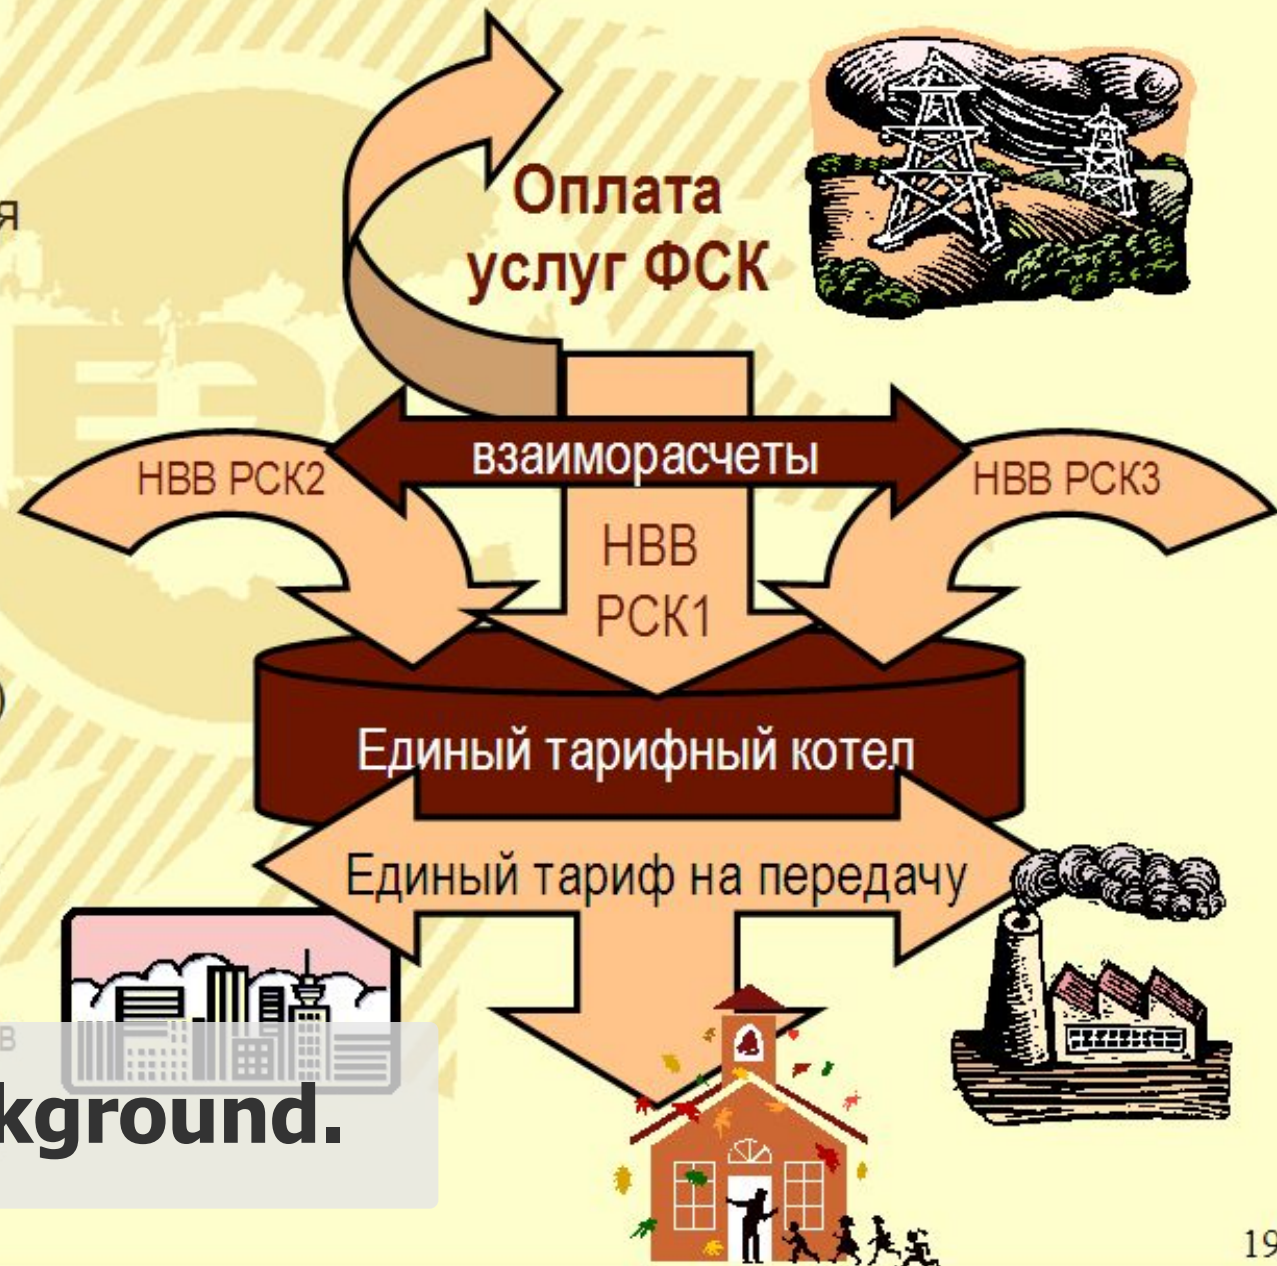 я
Оплата
услуг ФСК
ЕЭС
взаиморасчеты
НВВ РСК2
НВВ РСК3
НВВ
РСК1
)
Единый тарифный котел
Единый тариф на передачу
в
kground.
19